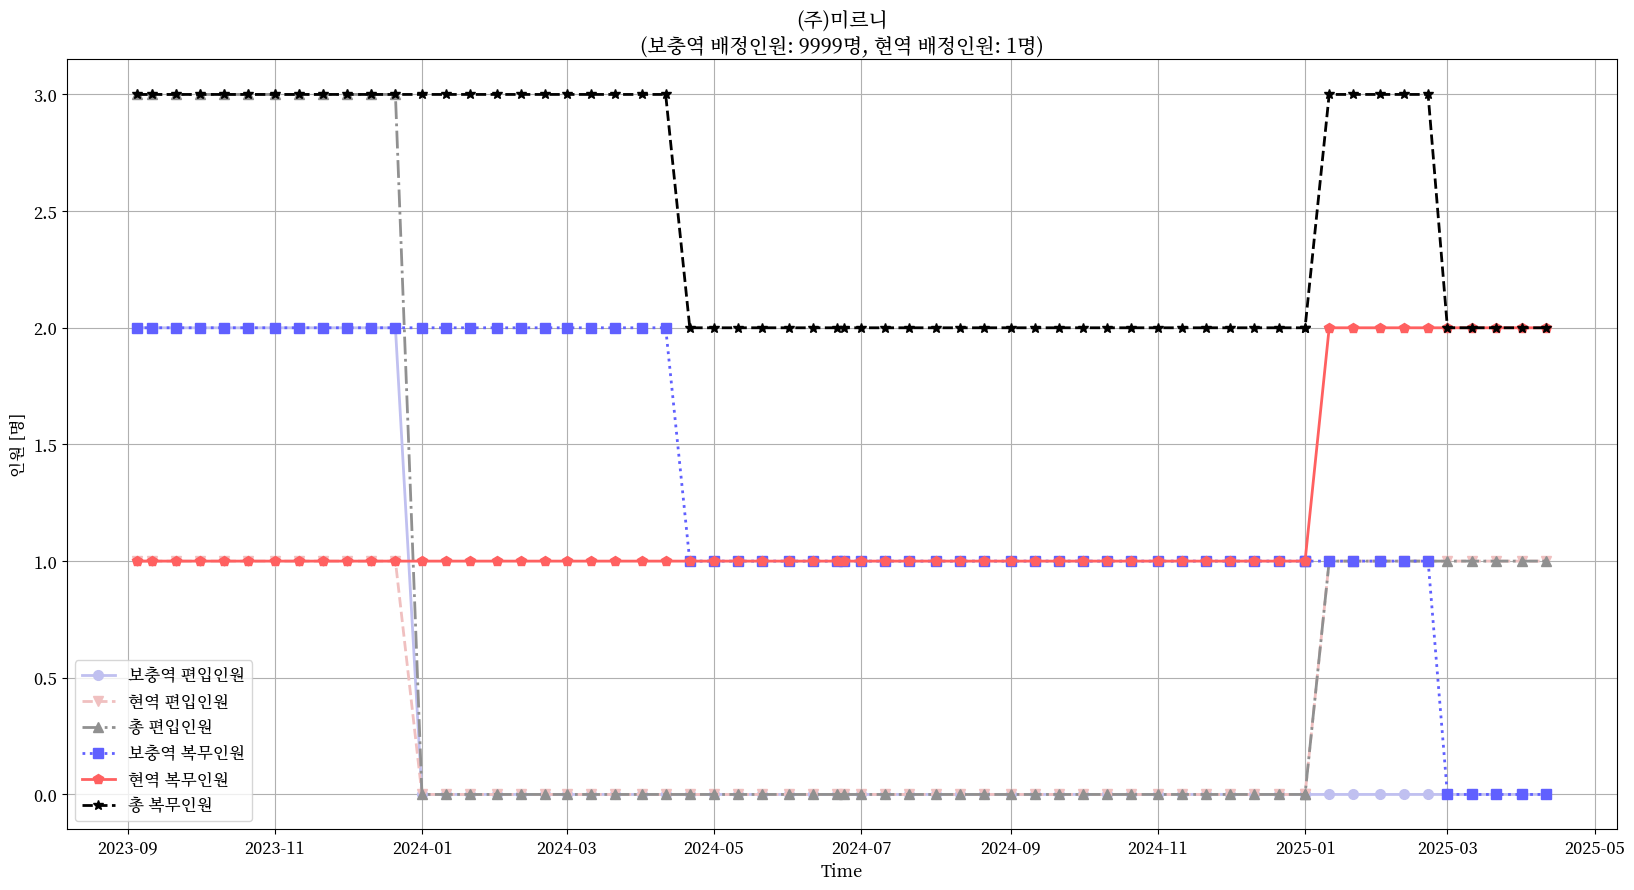 (주)미르니
(보충역 배정인원: 9999명, 현역 배정인원: 1명)
인원 [명]
3.0
2.5
2.0
1.5
1.0
0.5
0.0
보충역 편입인원
현역 편입인원
총 편입인원
보충역 복무인원
현역 복무인원
총 복무인원
2023-09 2023-11 2024-01 2024-03 2024-05 2024-07 2024-09 2024-11 2025-01 2025-03 2025-05
Time